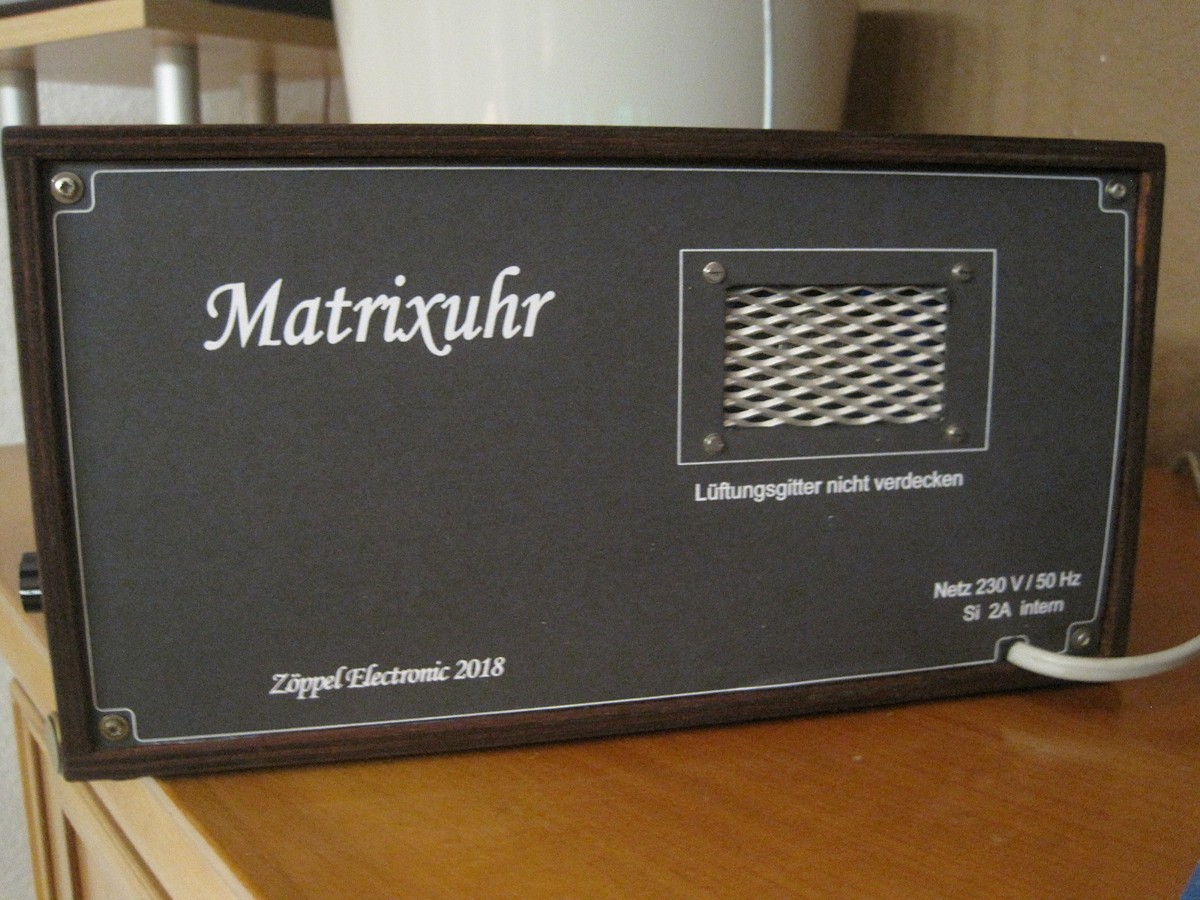 Matrixuhr
Lüftungsgitter nicht verdecken
Netz 230 V / 50 Hz
Si 2A intern
Zöppel Electronic 2018